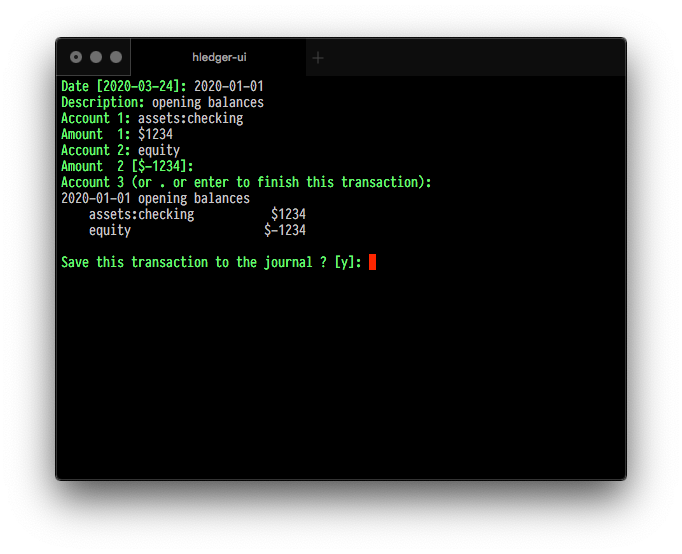 hledger-ui
Date [2020-03-24]: 2020-01-01
Description: opening balances
Account 1: assets:checking
Amount  1: $1234
Account 2: equity
Amount  2 [$-1234]:
Account 3 (or . or enter to finish this transaction):
2020-01-01 opening balances
    assets:checking           $1234
    equity                   $-1234
Save this transaction to the journal ? [y]: